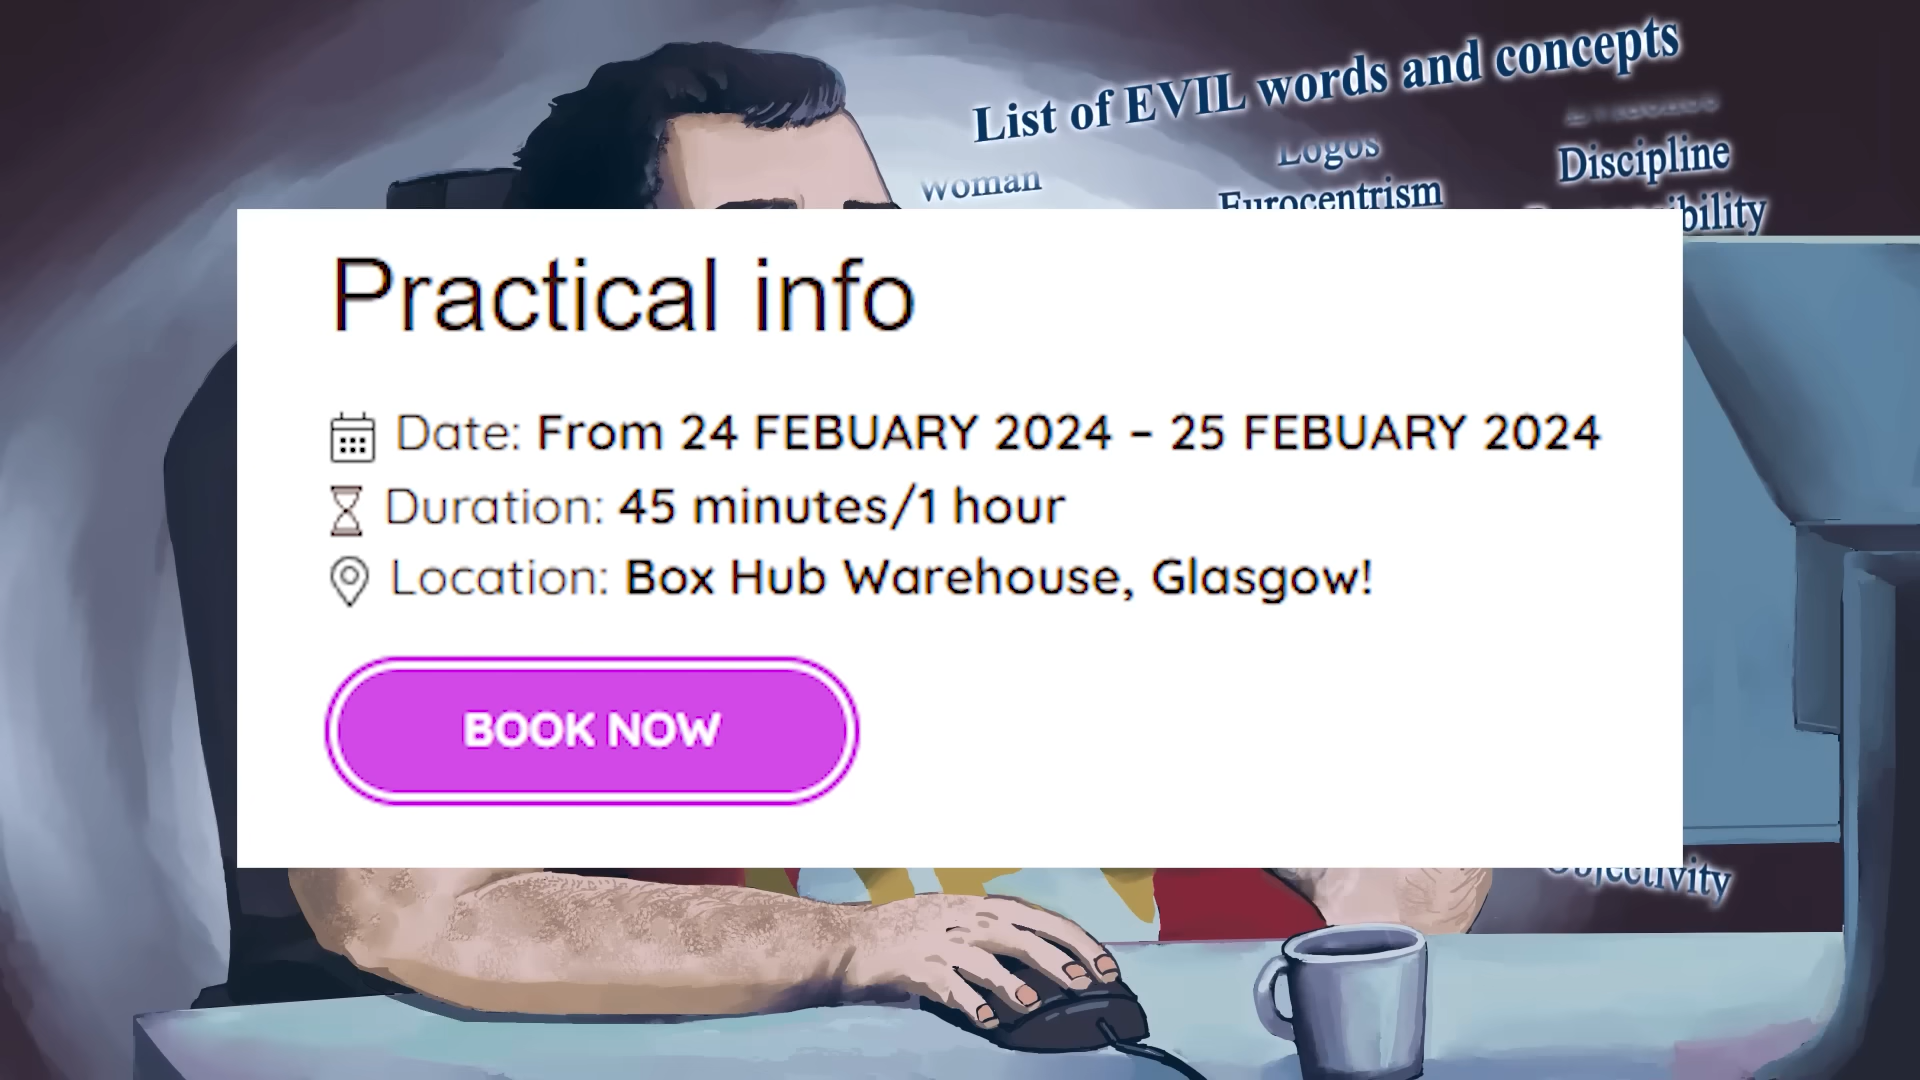 List of EVIL words and concepts
Logos
Discipline
Woman
Eurocentrism
Practical info
Date: From 24 FEBUARY 2024 – 25 FEBUARY 2024
Duration: 45 minutes/1 hour
Location: Box Hub Warehouse, Glasgow!
BOOK NOW
Objectivity